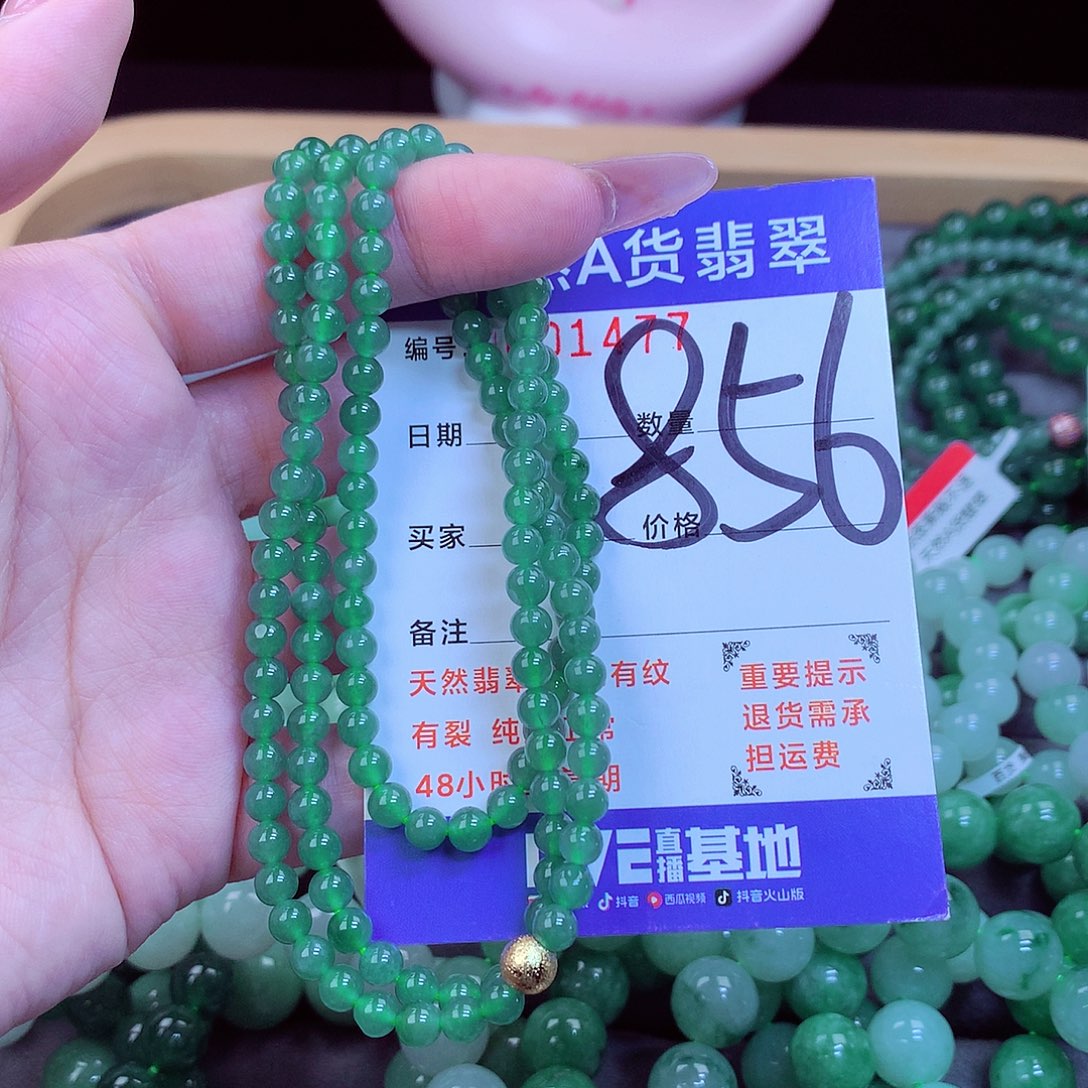 A货翡翠
编号
01477
856
日期
数量
买家
价格
备注
天然翡翠 有纹
有裂 纯
48小时 期
重要提示
退货需承
担运费
直播基地
抖音 西瓜视频 抖音火山版